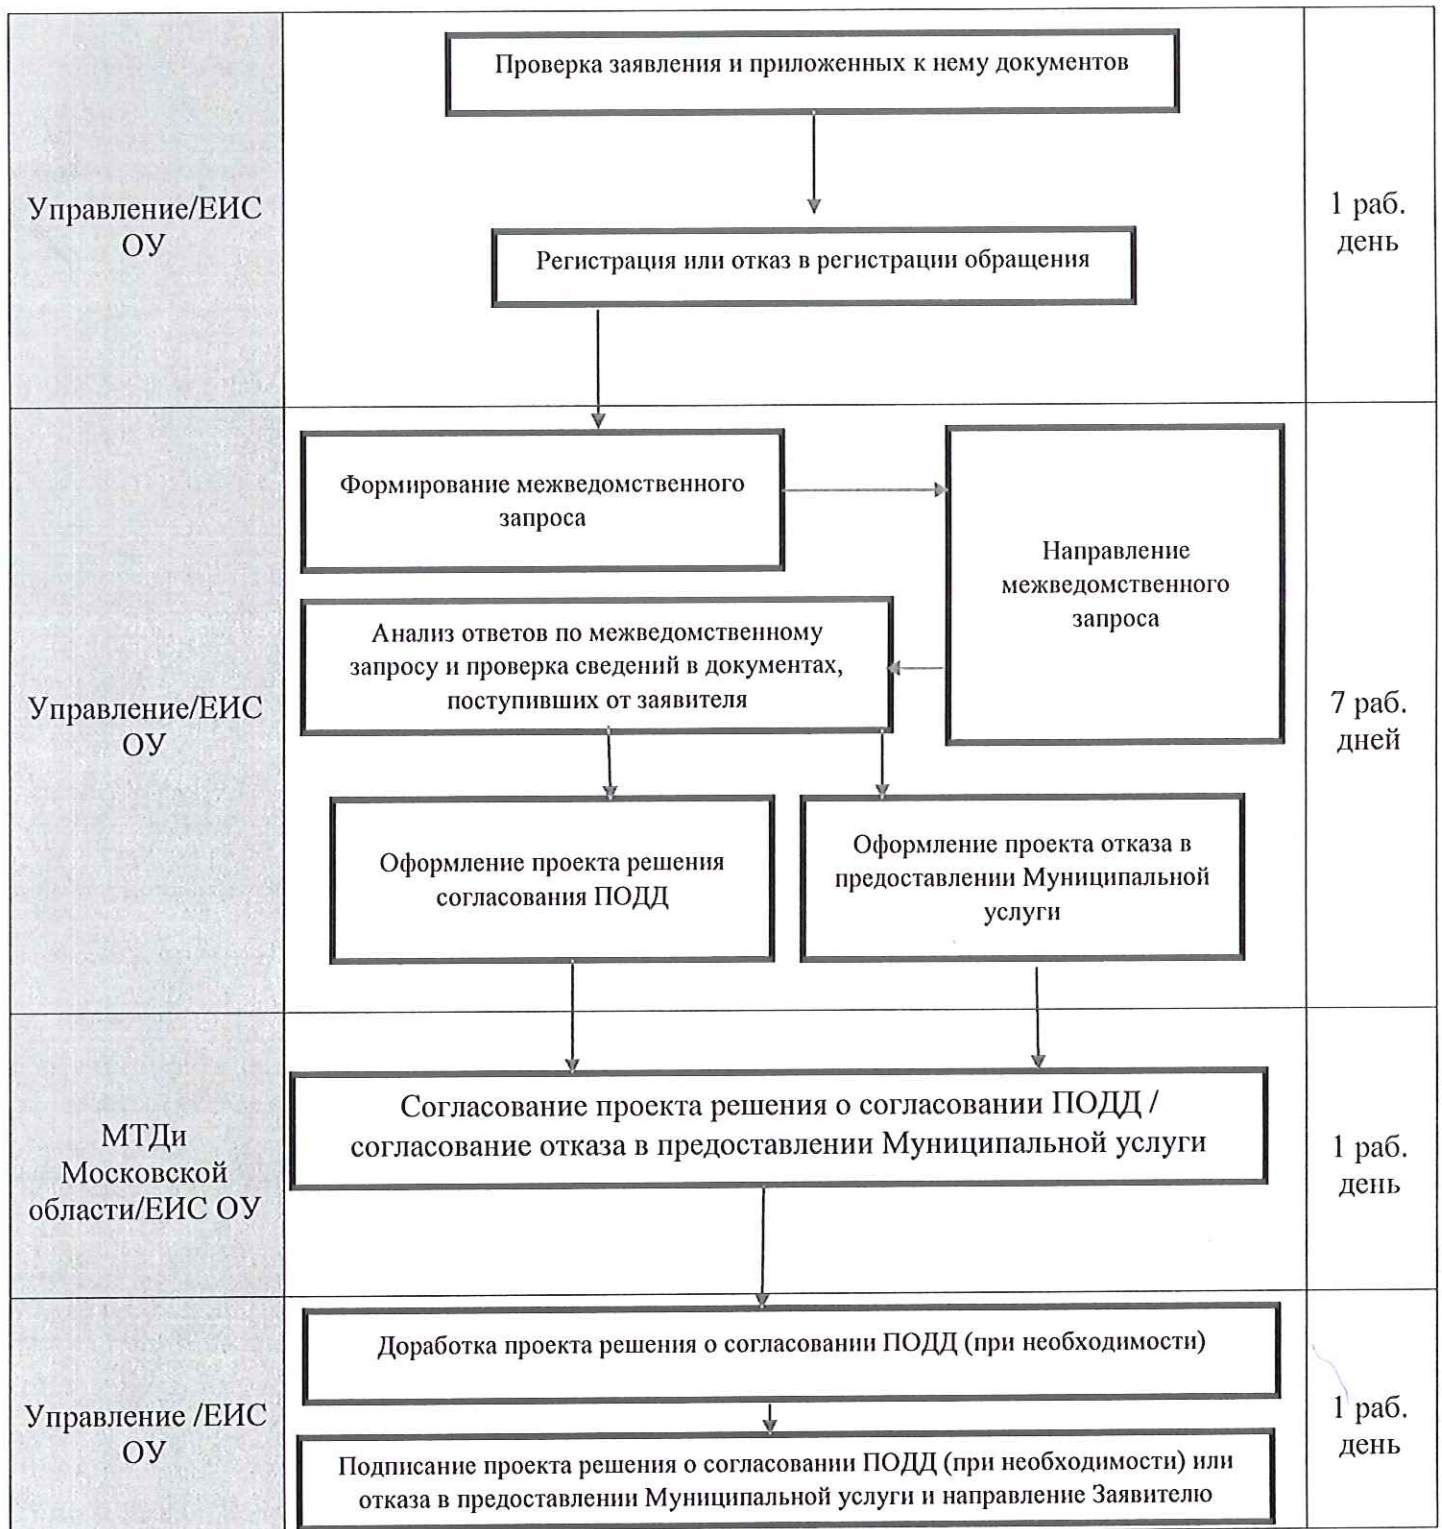 Проверка заявления и приложенных к нему документов
Управление/ЕИС
ОУ
Регистрация или отказ в регистрации обращения
1 раб.
день
Формирование межведомственного
запроса
Направление
межведомственного
запроса
Анализ ответов по межведомственному
запросу и проверка сведений в документах,
поступивших от заявителя
Управление/ЕИС
ОУ
7 раб.
дней
Оформление проекта решения
согласования ПОДД
Оформление проекта отказа в
предоставлении Муниципальной
услуги
МТДи
Московской
области/ЕИС ОУ
Согласование проекта решения о согласовании ПОДД /
согласование отказа в предоставлении Муниципальной услуги
1 раб.
день
Доработка проекта решения о согласовании ПОДД (при необходимости)
Управление /ЕИС
ОУ
1 раб.
день
Подписание проекта решения о согласовании ПОДД (при необходимости) или
отказа в предоставлении Муниципальной услуги и направление Заявителю